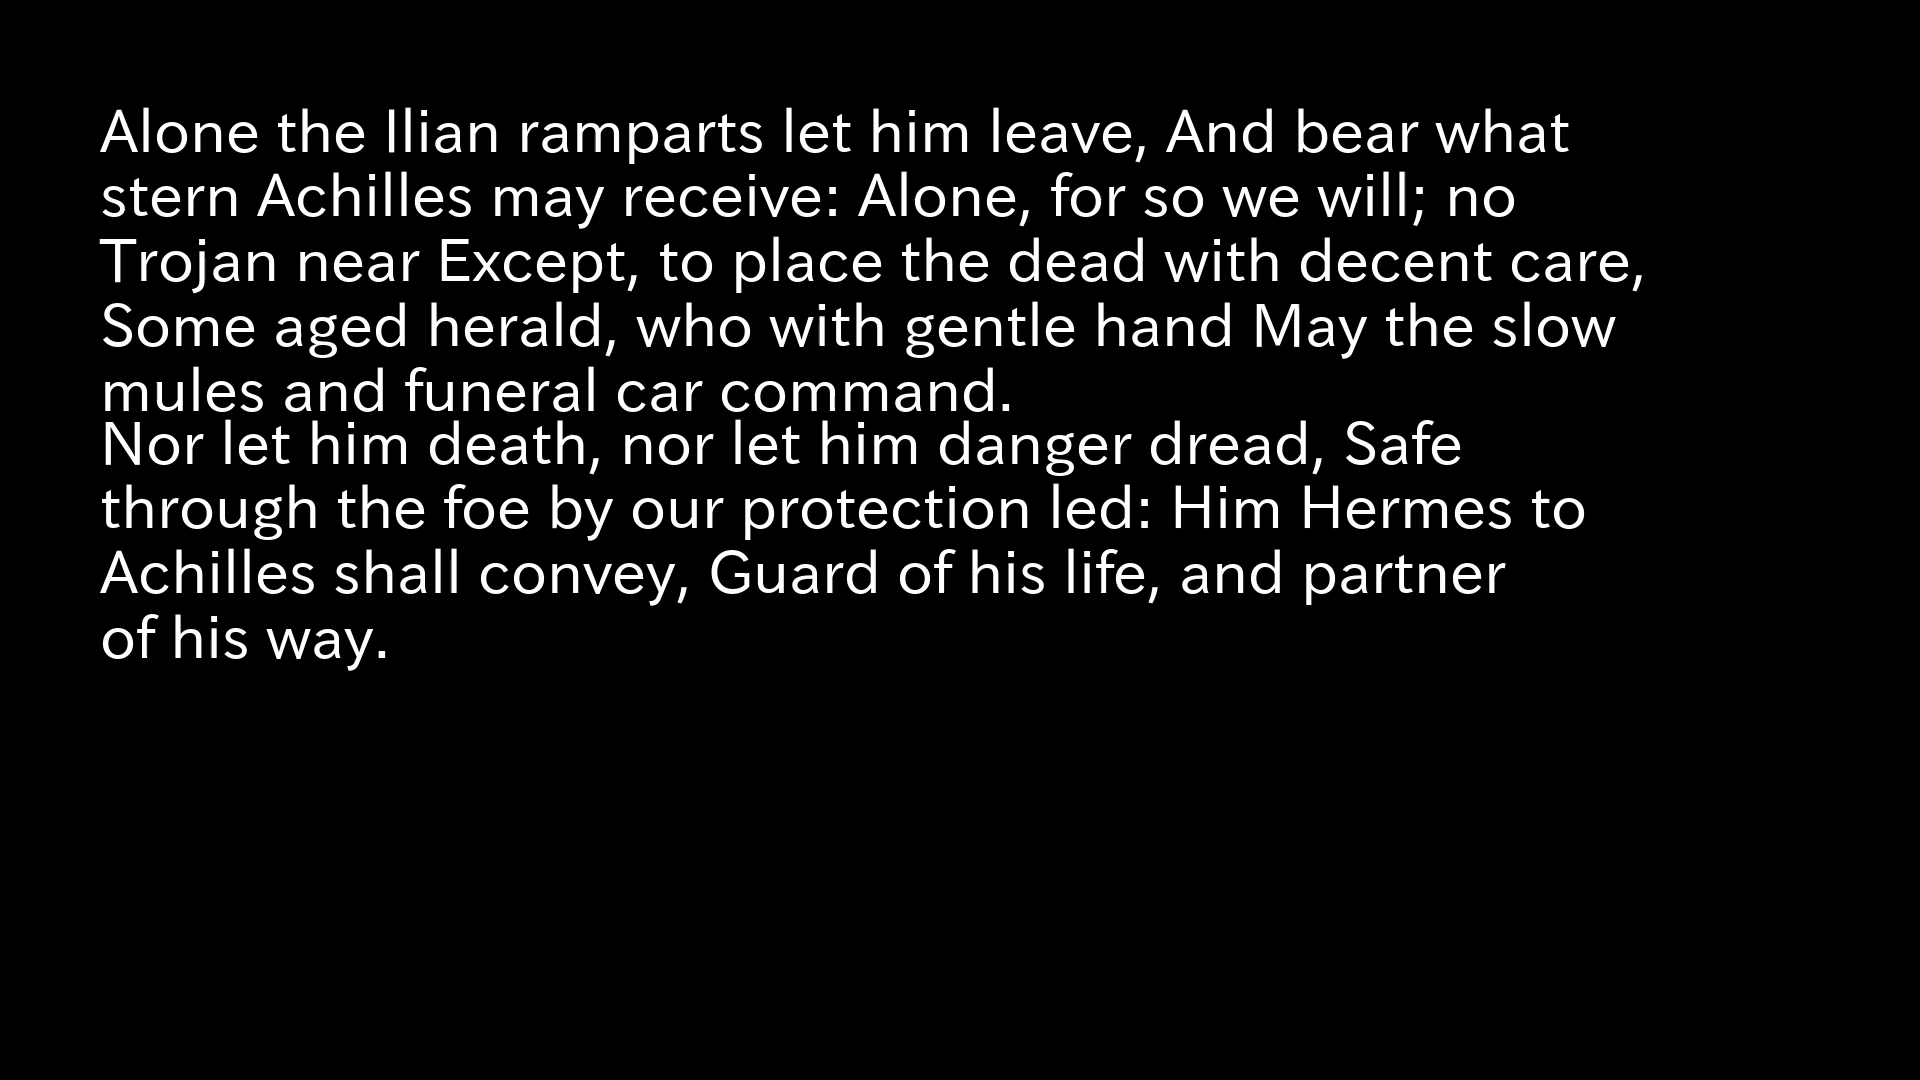 Alone the Ilian ramparts let him leave, And bear what
stern Achilles may receive: Alone, for so we will; no
Trojan near Except, to place the dead with decent care,
Some aged herald, who with gentle hand May the slow
mules and funeral car command.
Nor let him death, nor let him danger dread, Safe
through the foe by our protection led: Him Hermes to
Achilles shall convey, Guard of his life, and partner
of his way.